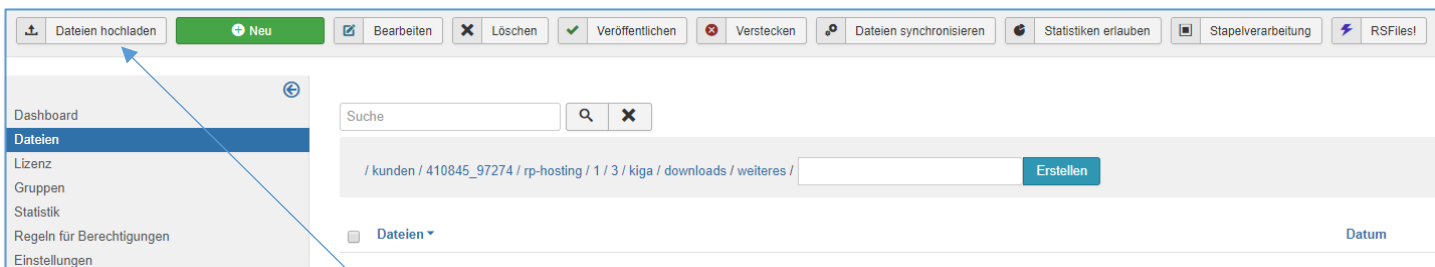 Dateien hochladen Neu Bearbeiten Löschen Veröffentlichen Verstecken Dateien synchronisieren Statistiken erlauben Stapelverarbeitung RSFiles!
Dashboard
Dateien
Lizenz
Gruppen
Statistik
Regeln für Berechtigungen
Einstellungen
Suche
/ kunden / 410845_97274 / rp-hosting / 1 / 3 / kiga / downloads / weiteres / Erstellen
Dateien Datum